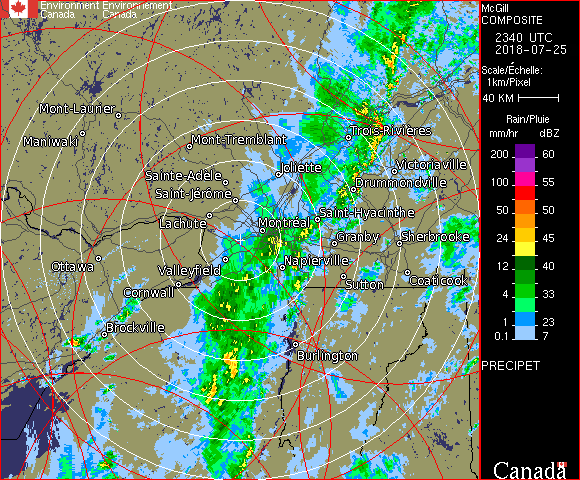 Environment Environnement
Canada Canada
McGill
COMPOSITE
2340 UTC
2018-07-25
Scale/Échelle:
1km/Pixel
40 KM
Rain/Pluie
mm/hr dBZ
200 60
100 55
50 50
24 45
12 40
4 33
1 23
0.1 7
PRECIPET
Canada
Mont-Laurier
Maniwaki
Mont-Tremblant
Trois-Rivières
Joliette
Victoriaville
Sainte-Adèle
Drummondville
Saint-Jérôme
Saint-Hyacinthe
Lachute
Montréal
Granby
Sherbrooke
Ottawa
Valleyfield
Napierville
Cornwall
Sutton
Coaticook
Brockville
Burlington